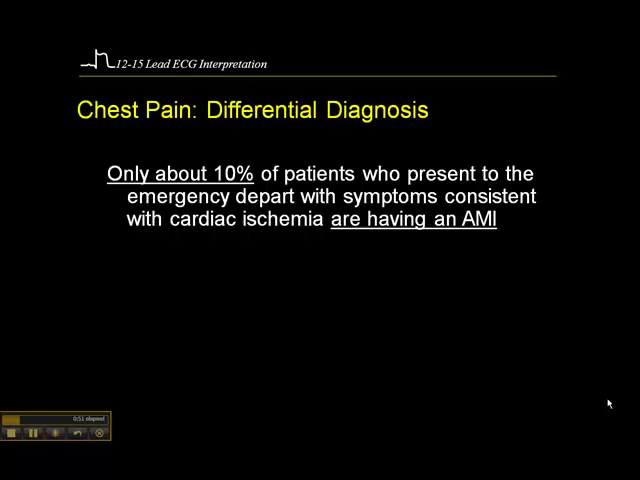 12-15 Lead ECG Interpretation
Chest Pain: Differential Diagnosis
Only about 10% of patients who present to the
emergency depart with symptoms consistent
with cardiac ischemia are having an AMI
0:51 elapsed